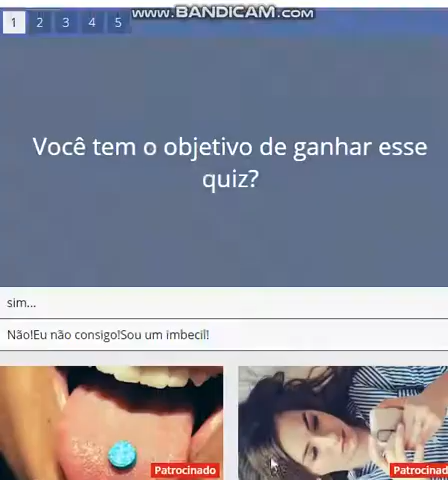 www.BANDICAM.com
1 2 3 4 5
Você tem o objetivo de ganhar esse
quiz?
sim...
Não!Eu não consigo!Sou um imbecil!
Patrocinado
Patrocinad